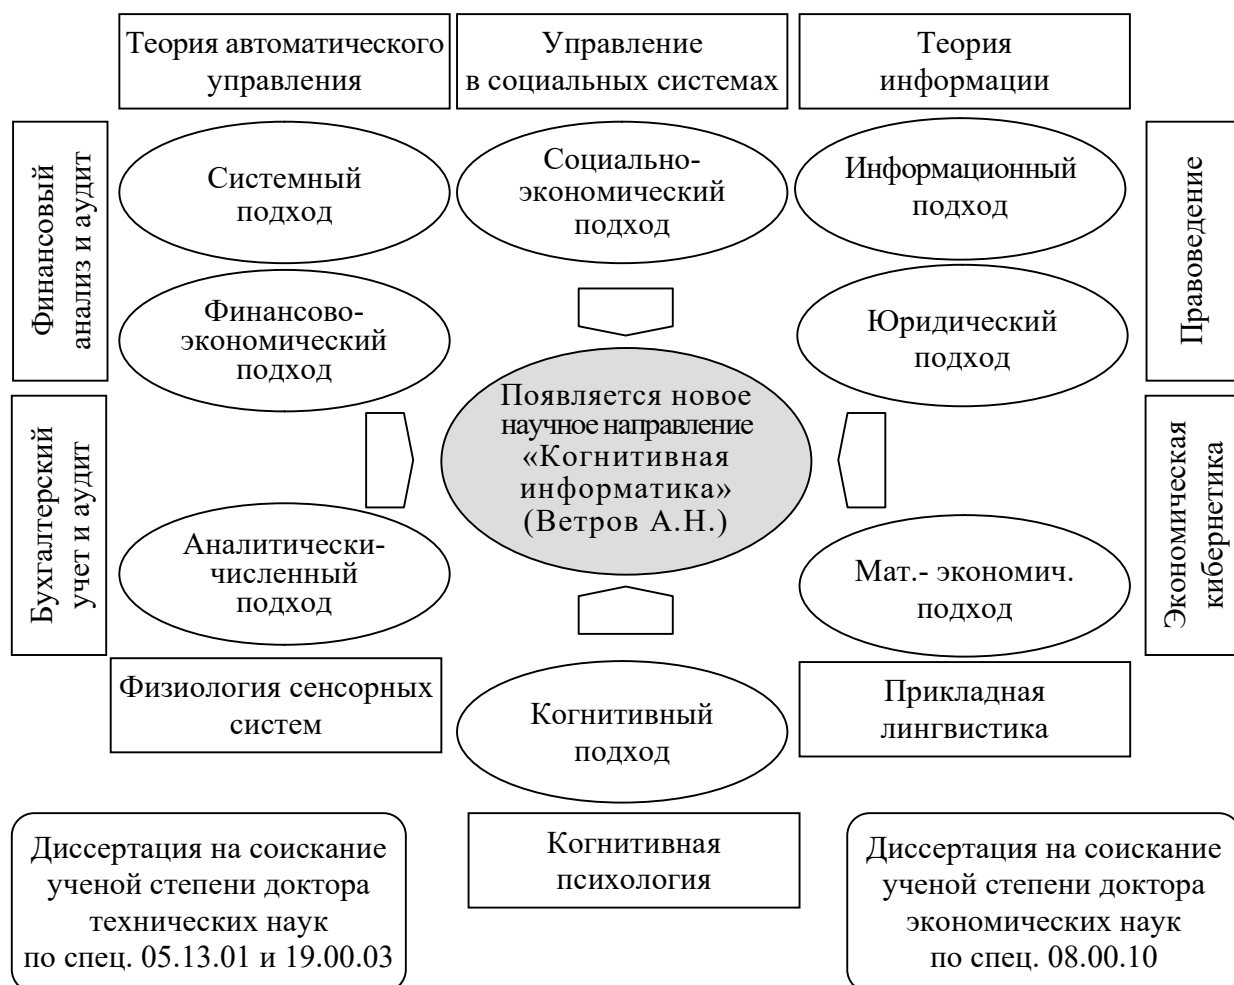 Теория автоматического
управления
Управление
в социальных системах
Теория
информации
Финансовый
анализ и аудит
Системный
подход
Социально-
экономический
подход
Информационный
подход
Правоведение
Финансово-
экономический
подход
Юридический
подход
Появляется новое
научное направление
«Когнитивная
информатика»
(Ветров А.Н.)
Бухгалтерский
учет и аудит
Аналитически-
численный
подход
Мат.- экономич.
подход
Экономическая
кибернетика
Физиология сенсорных
систем
Когнитивный
подход
Прикладная
лингвистика
Диссертация на соискание
ученой степени доктора
технических наук
по спец. 05.13.01 и 19.00.03
Когнитивная
психология
Диссертация на соискание
ученой степени доктора
экономических наук
по спец. 08.00.10